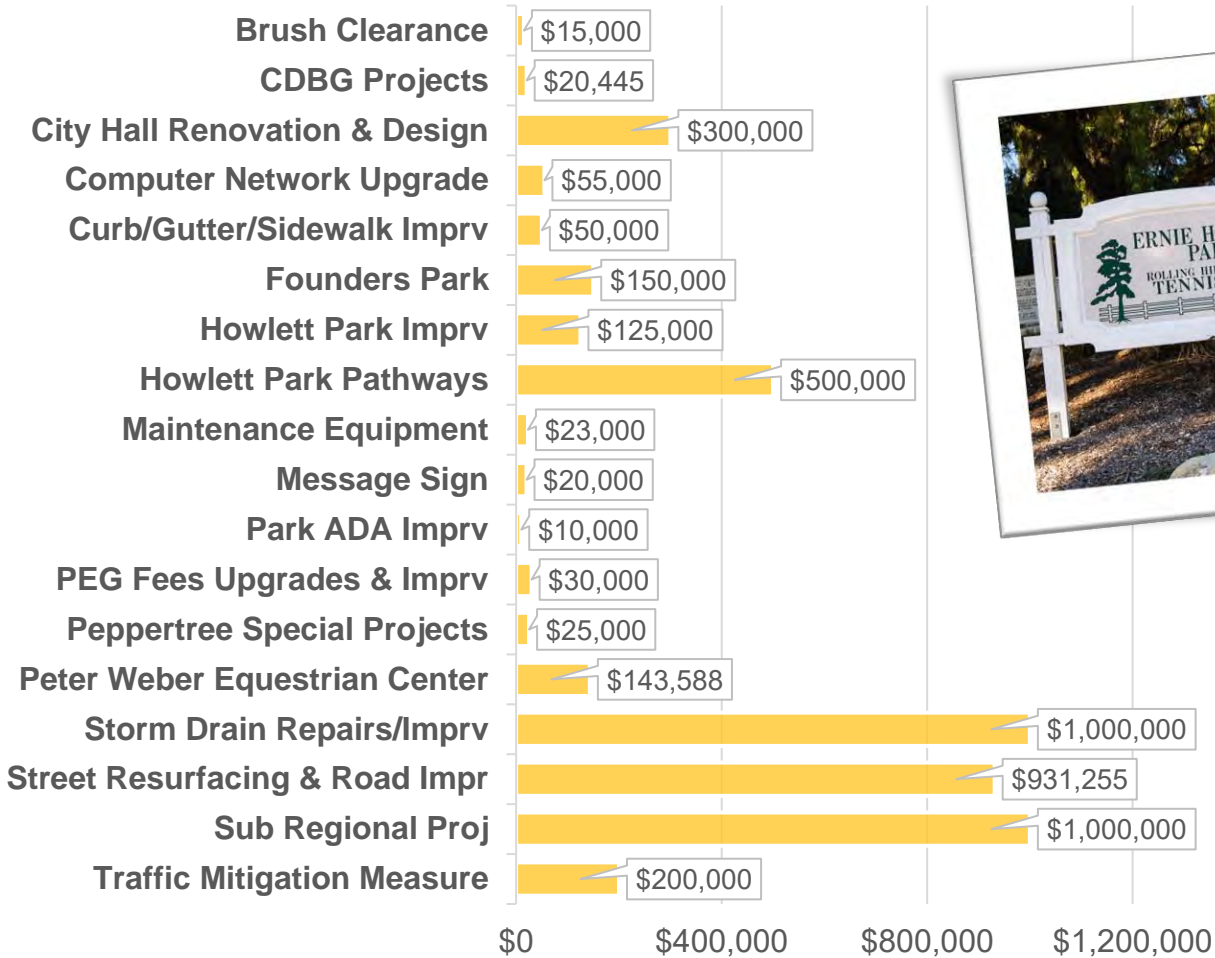 Brush Clearance $15,000
CDBG Projects $20,445
City Hall Renovation & Design $300,000
Computer Network Upgrade $55,000
Curb/Gutter/Sidewalk Imprv $50,000
Founders Park $150,000
Howlett Park Imprv $125,000
Howlett Park Pathways $500,000
Maintenance Equipment $23,000
Message Sign $20,000
Park ADA Imprv $10,000
PEG Fees Upgrades & Imprv $30,000
Peppertree Special Projects $25,000
Peter Weber Equestrian Center $143,588
Storm Drain Repairs/Imprv $1,000,000
Street Resurfacing & Road Impr $931,255
Sub Regional Proj $1,000,000
Traffic Mitigation Measure $200,000
$0 $400,000 $800,000 $1,200,000
ERNIE
ROLLING